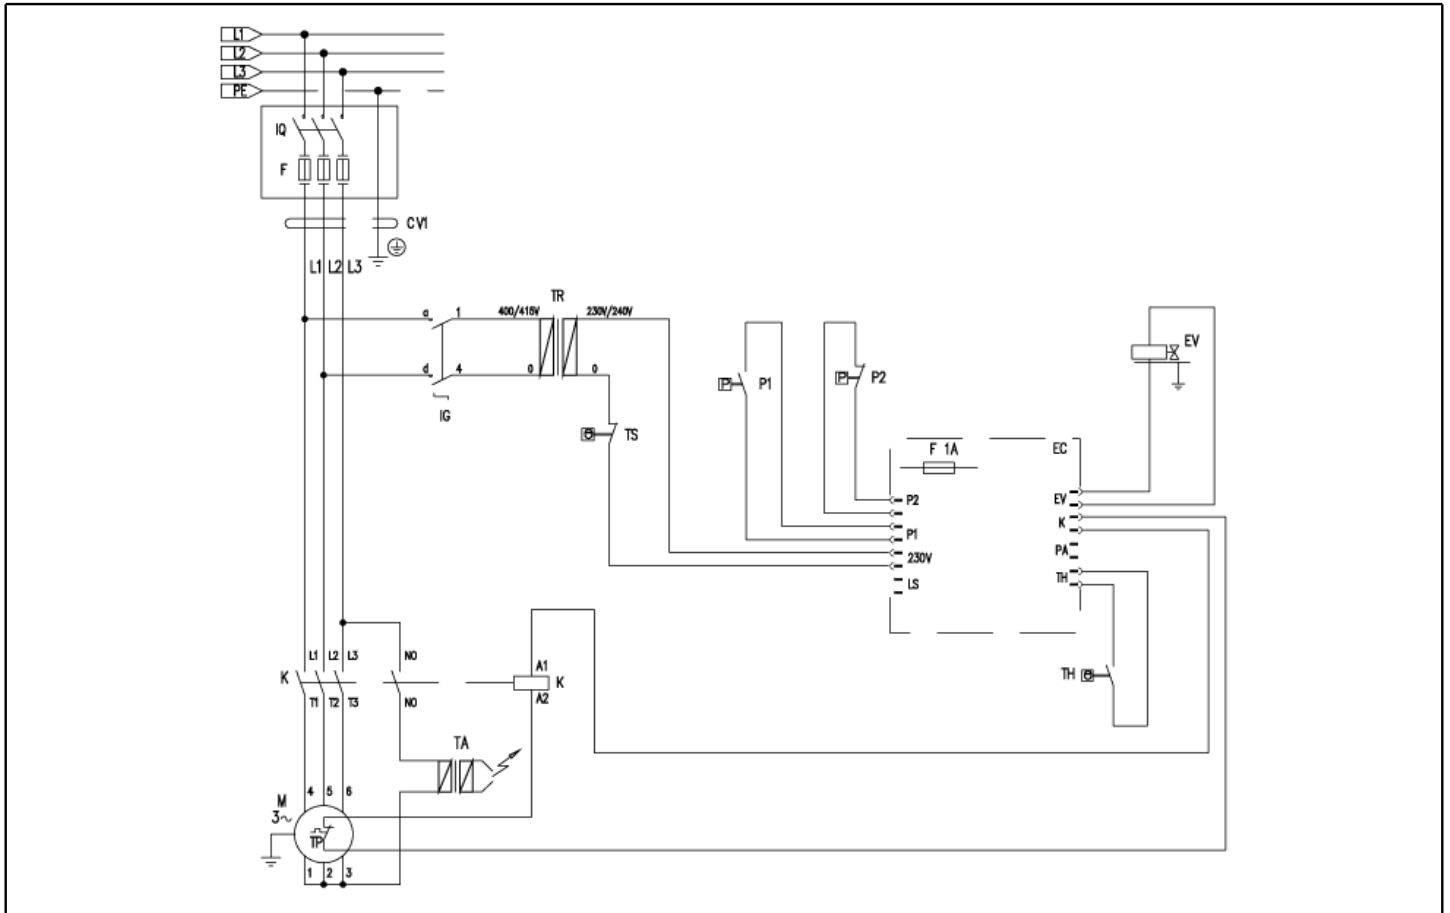 L1
L2
L3
PE
IQ
F
CV1
L1 L2 L3
TR
a 1 400/415V 230V/240V
d 4 0 0
IG
TS
P P1
P P2
EV
F 1A EC
P2
P1
230V
LS
EV
K
PA
TH
TH
L1 L2 L3 NO
K
T1 T2 T3 NO
A1
K
A2
TA
4 5 6
M
3~
TP
1 2 3